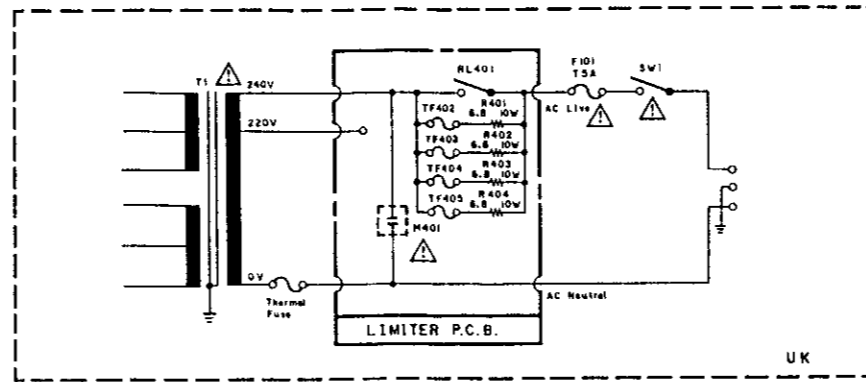 T1
240V
220V
0V
Thermal
Fuse
RL401
TF402
R401
6.8 10W
TF403
R402
6.8 10W
TF404
R403
6.8 10W
TF405
R404
6.8 10W
M401
F101
T5A
SW1
AC Live
AC Neutral
LIMITER P.C.B.
UK